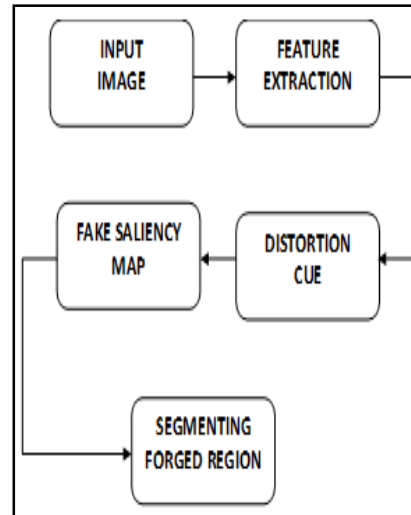 INPUT
IMAGE
FEATURE
EXTRACTION
FAKE SALIENCY
MAP
DISTORTION
CUE
SEGMENTING
FORGED REGION